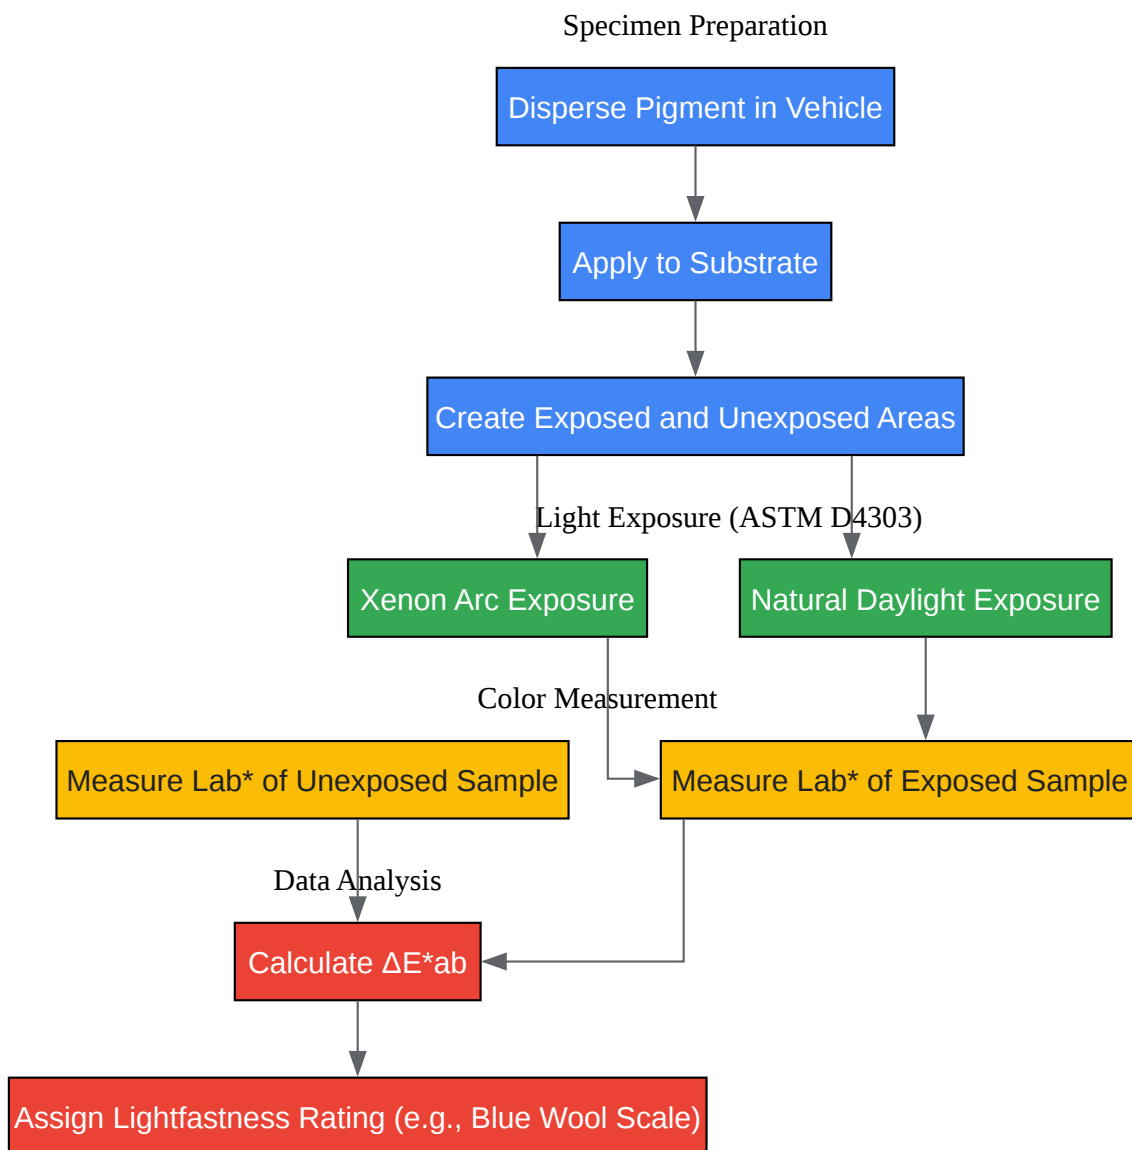 Specimen Preparation
Disperse Pigment in Vehicle
Apply to Substrate
Create Exposed and Unexposed Areas
Light Exposure (ASTM D4303)
Xenon Arc Exposure
Natural Daylight Exposure
Color Measurement
Measure Lab* of Unexposed Sample
Measure Lab* of Exposed Sample
Data Analysis
Calculate ΔE*ab
Assign Lightfastness Rating (e.g., Blue Wool Scale)